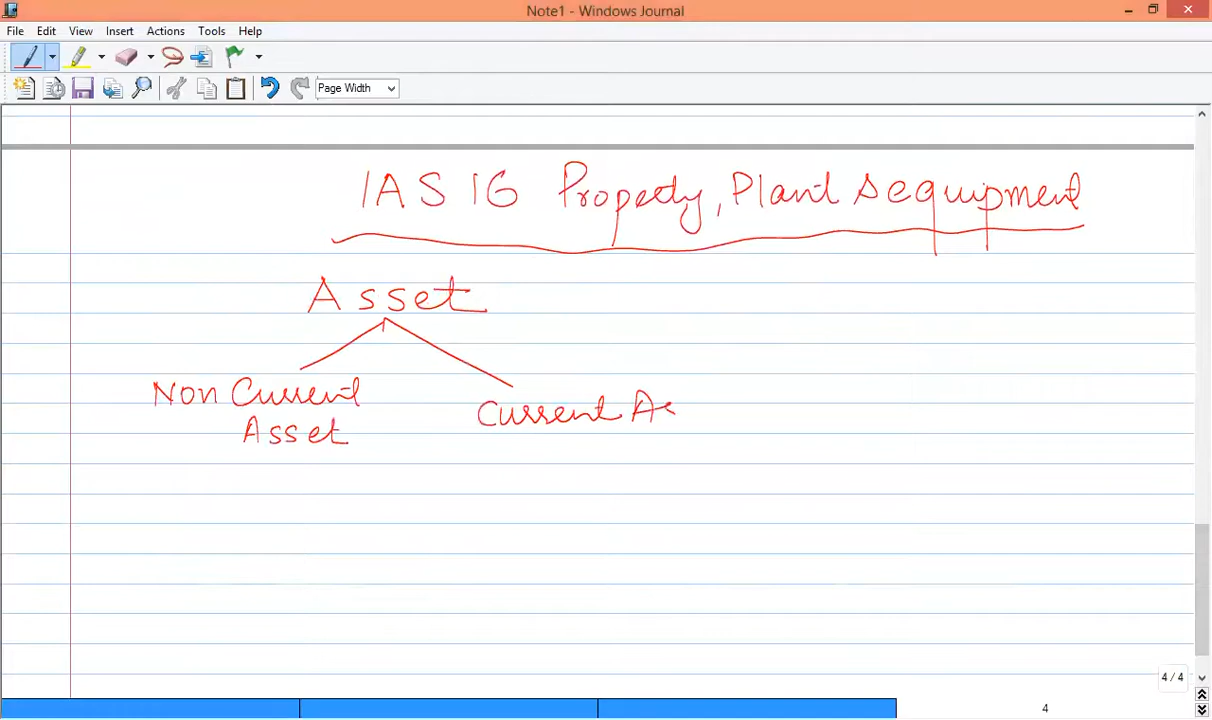 Note1 - Windows Journal
File Edit View Insert Actions Tools Help
Page Width
IAS 16 Property, Plant & equipment
Asset
Non Current
Asset
Current As
4 / 4
4